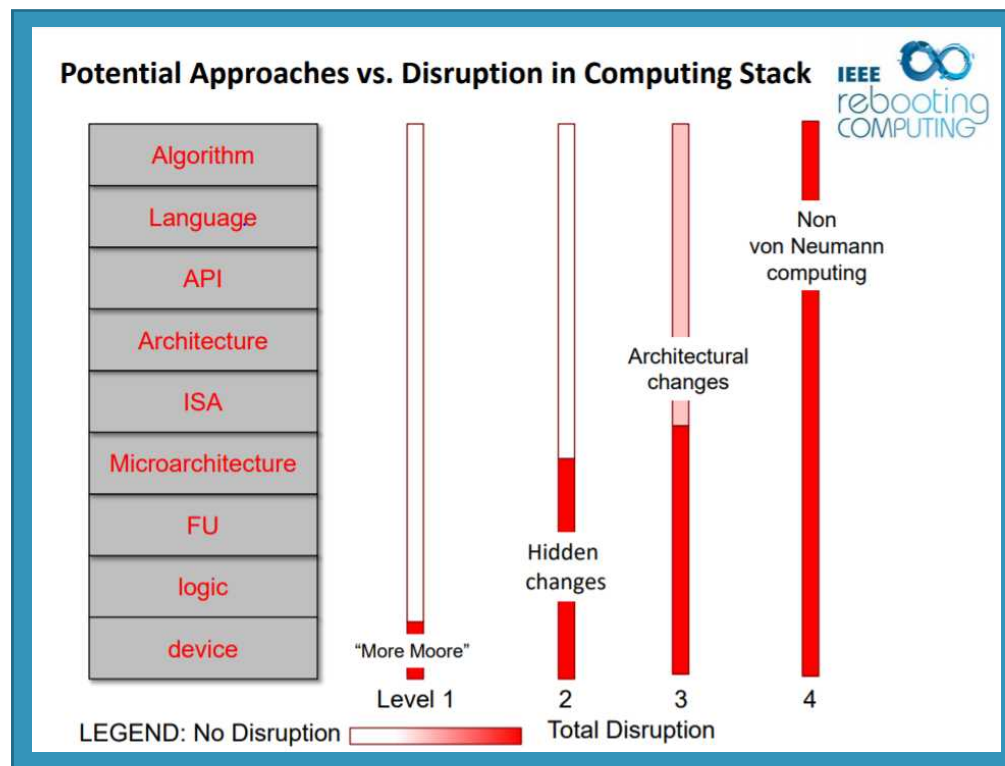 Potential Approaches vs. Disruption in Computing Stack
IEEE
rebooting
COMPUTING
Algorithm
Language
API
Architecture
ISA
Microarchitecture
FU
logic
device
"More Moore"
Level 1
Hidden
changes
2
Architectural
changes
3
Non
von Neumann
computing
4
LEGEND: No Disruption
Total Disruption